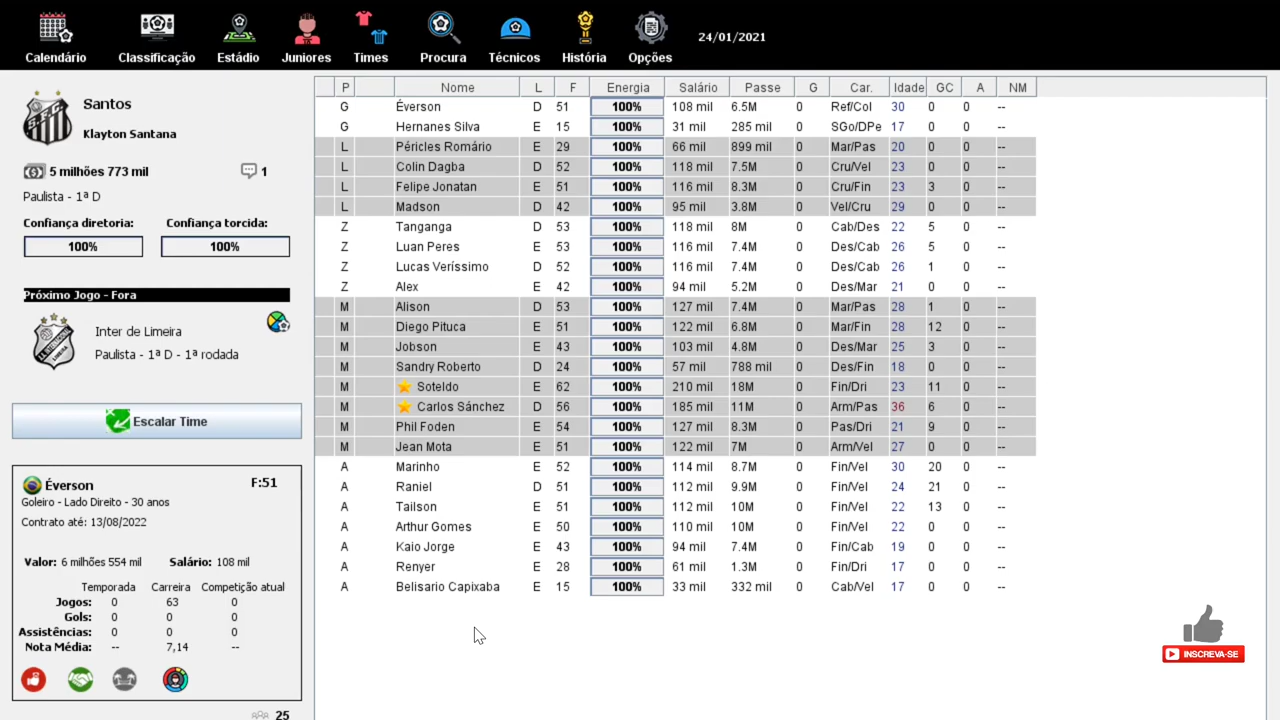 Calendário Classificação Estádio Juniores Times Procura Técnicos História Opções 24/01/2021
Santos
Klayton Santana
5 milhões 773 mil 1
Paulista - 1ª D
Confiança diretoria: Confiança torcida:
100% 100%
Próximo Jogo - Fora
Inter de Limeira
Paulista - 1ª D - 1ª rodada
Escalar Time
Éverson F:51
Goleiro - Lado Direito - 30 anos
Contrato até: 13/08/2022
Valor: 6 milhões 554 mil Salário: 108 mil
Temporada Carreira Competição atual
Jogos: 0 63 0
Gols: 0 0 0
Assistências: 0 0 0
Nota Média: -- 7,14 --
25
P Nome L F Energia Salário Passe G Car. Idade GC A NM
G Éverson D 51 100% 108 mil 6.5M 0 Ref/Col 30 0 0 --
G Hernanes Silva E 15 100% 31 mil 285 mil 0 SGo/DPe 17 0 0 --
L Péricles Romário E 29 100% 66 mil 899 mil 0 Mar/Pas 20 0 0 --
L Colin Dagba D 52 100% 118 mil 7.5M 0 Cru/Vel 23 0 0 --
L Felipe Jonatan E 51 100% 116 mil 8.3M 0 Cru/Fin 23 3 0 --
L Madson D 42 100% 95 mil 3.8M 0 Vel/Cru 29 0 0 --
Z Tanganga D 53 100% 118 mil 8M 0 Cab/Des 22 5 0 --
Z Luan Peres E 53 100% 116 mil 7.4M 0 Des/Cab 26 5 0 --
Z Lucas Veríssimo D 52 100% 116 mil 7.4M 0 Des/Cab 26 1 0 --
Z Alex E 42 100% 94 mil 5.2M 0 Des/Mar 21 0 0 --
M Alison D 53 100% 127 mil 7.4M 0 Mar/Pas 28 1 0 --
M Diego Pituca E 51 100% 122 mil 6.8M 0 Mar/Fin 28 12 0 --
M Jobson E 43 100% 103 mil 4.8M 0 Des/Mar 25 3 0 --
M Sandry Roberto D 24 100% 57 mil 788 mil 0 Des/Fin 18 0 0 --
M Soteldo E 62 100% 210 mil 18M 0 Fin/Dri 23 11 0 --
M Carlos Sánchez D 56 100% 185 mil 11M 0 Arm/Pas 36 6 0 --
M Phil Foden E 54 100% 127 mil 8.3M 0 Pas/Dri 21 9 0 --
M Jean Mota E 51 100% 122 mil 7M 0 Arm/Vel 27 0 0 --
A Marinho E 52 100% 114 mil 8.7M 0 Fin/Vel 30 20 0 --
A Raniel D 51 100% 112 mil 9.9M 0 Fin/Vel 24 21 0 --
A Tailson E 51 100% 112 mil 10M 0 Fin/Vel 22 13 0 --
A Arthur Gomes E 50 100% 110 mil 10M 0 Fin/Vel 22 0 0 --
A Kaio Jorge E 43 100% 94 mil 7.4M 0 Fin/Cab 19 0 0 --
A Renyer E 28 100% 61 mil 1.3M 0 Fin/Dri 17 0 0 --
A Belisario Capixaba E 15 100% 33 mil 332 mil 0 Cab/Vel 17 0 0 --
INSCREVA-SE